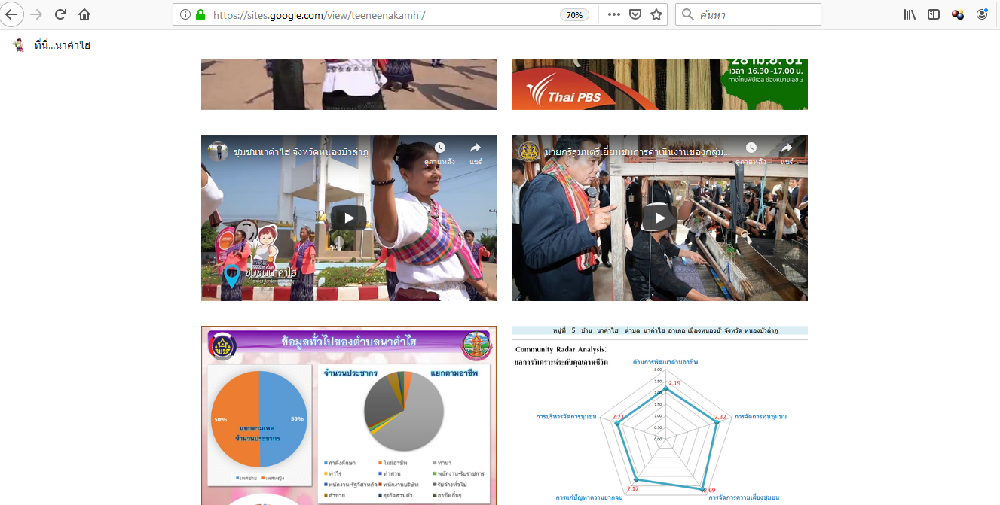 https://sites.google.com/view/teeneenakamhi/
70%
ค้นหา
ที่นี่...นาคำไฮ
28 เม.ย. 61
เวลา 16.30 -17.00 น.
ทางไทยพีบีเอส ช่องหมายเลข 3
Thai PBS
ชุมชนนาคำไฮ จังหวัดหนองบัวลำภู
ดูภายหลัง
แชร์
ชุมชนนาคำไฮ
นายกรัฐมนตรีเยี่ยมชมการดำเนินงานของกลุ่ม...
ดูภายหลัง
แชร์
ข้อมูลทั่วไปของตำบลนาคำไฮ
50%
50%
แยกตามเพศ
จำนวนประชากร
เพศชาย
เพศหญิง
จำนวนประชากร
แยกตามอาชีพ
กำลังศึกษา
ไม่มีอาชีพ
ทำนา
ทำไร่
ทำสวน
พนักงาน-รับราชการ
พนักงาน-รัฐวิสาหกิจ
พนักงานบริษัท
รับจ้างทั่วไป
ค้าขาย
ธุรกิจส่วนตัว
อาชีพอื่นๆ
หมู่ที่ 5 บ้าน นาคำไฮ ตำบล นาคำไฮ อำเภอ เมืองหนองบัว จังหวัด หนองบัวลำภู
Community Radar Analysis:
ผลการวิเคราะห์ระดับคุณภาพชีวิต
ด้านการพัฒนาด้านอาชีพ
3.00
2.50
2.00
1.50
1.00
0.50
0.00
2.19
การบริหารจัดการชุมชน
2.21
2.32
การจัดการทุนชุมชน
2.17
2.69
การแก้ปัญหาความยากจน
การจัดการความเสี่ยงชุมชน